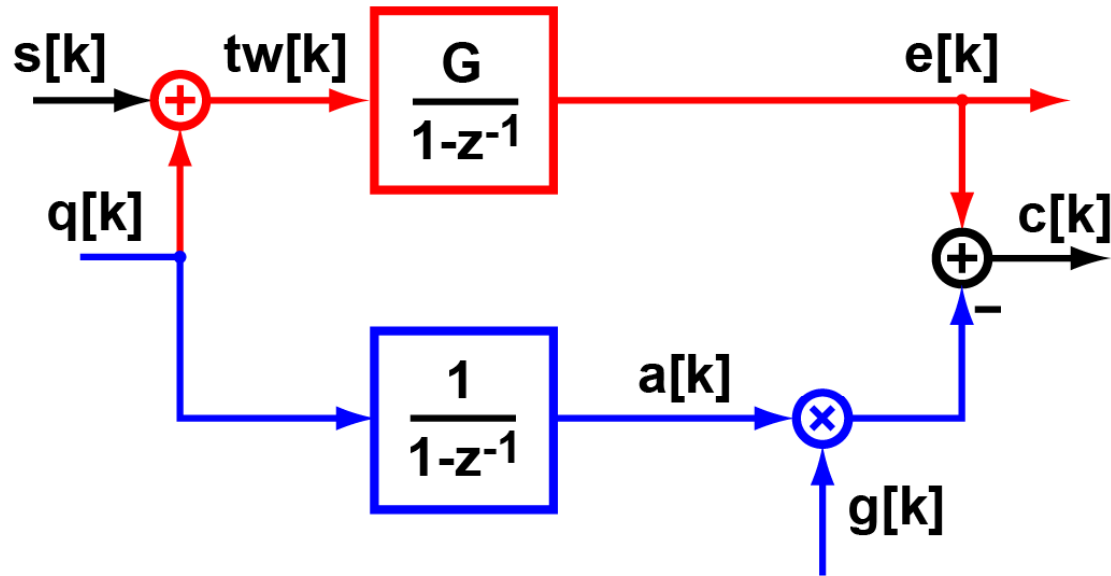 s[k]
tw[k]
G
1-z-1
e[k]
+
q[k]
c[k]
+
−
1
1-z-1
a[k]
×
g[k]